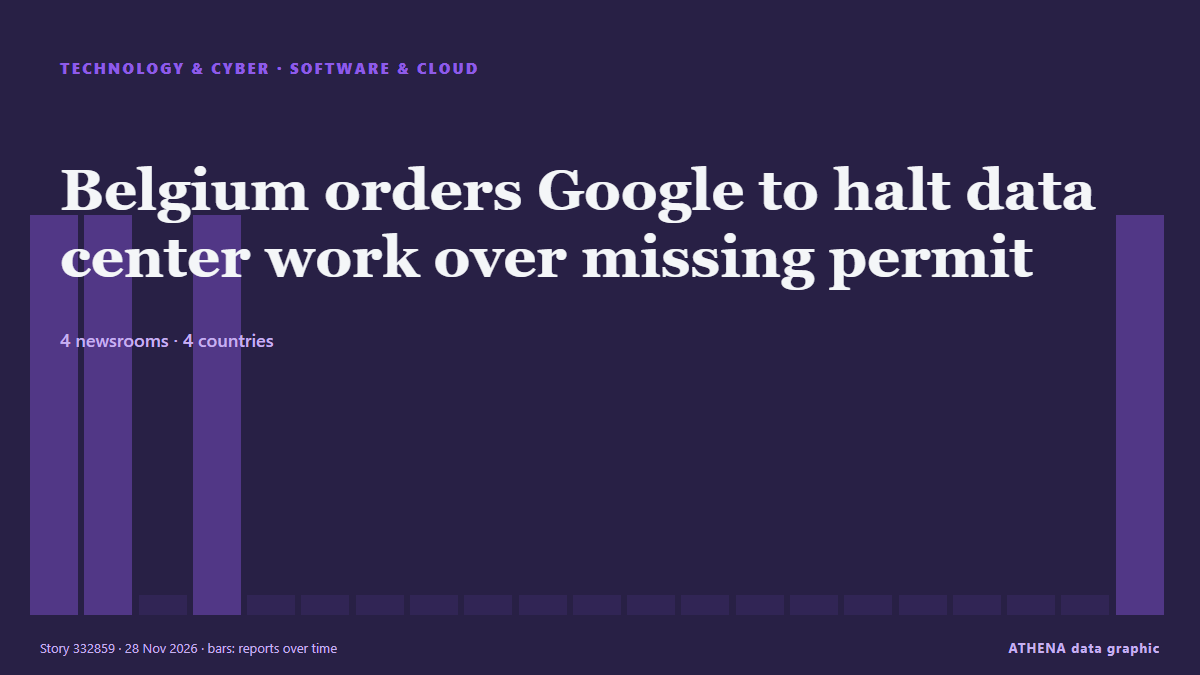 TECHNOLOGY & CYBER · SOFTWARE & CLOUD
Belgium orders Google to halt data
center work over missing permit
4 newsrooms · 4 countries
Story 332859 · 28 Nov 2026 · bars: reports over time
ATHENA data graphic